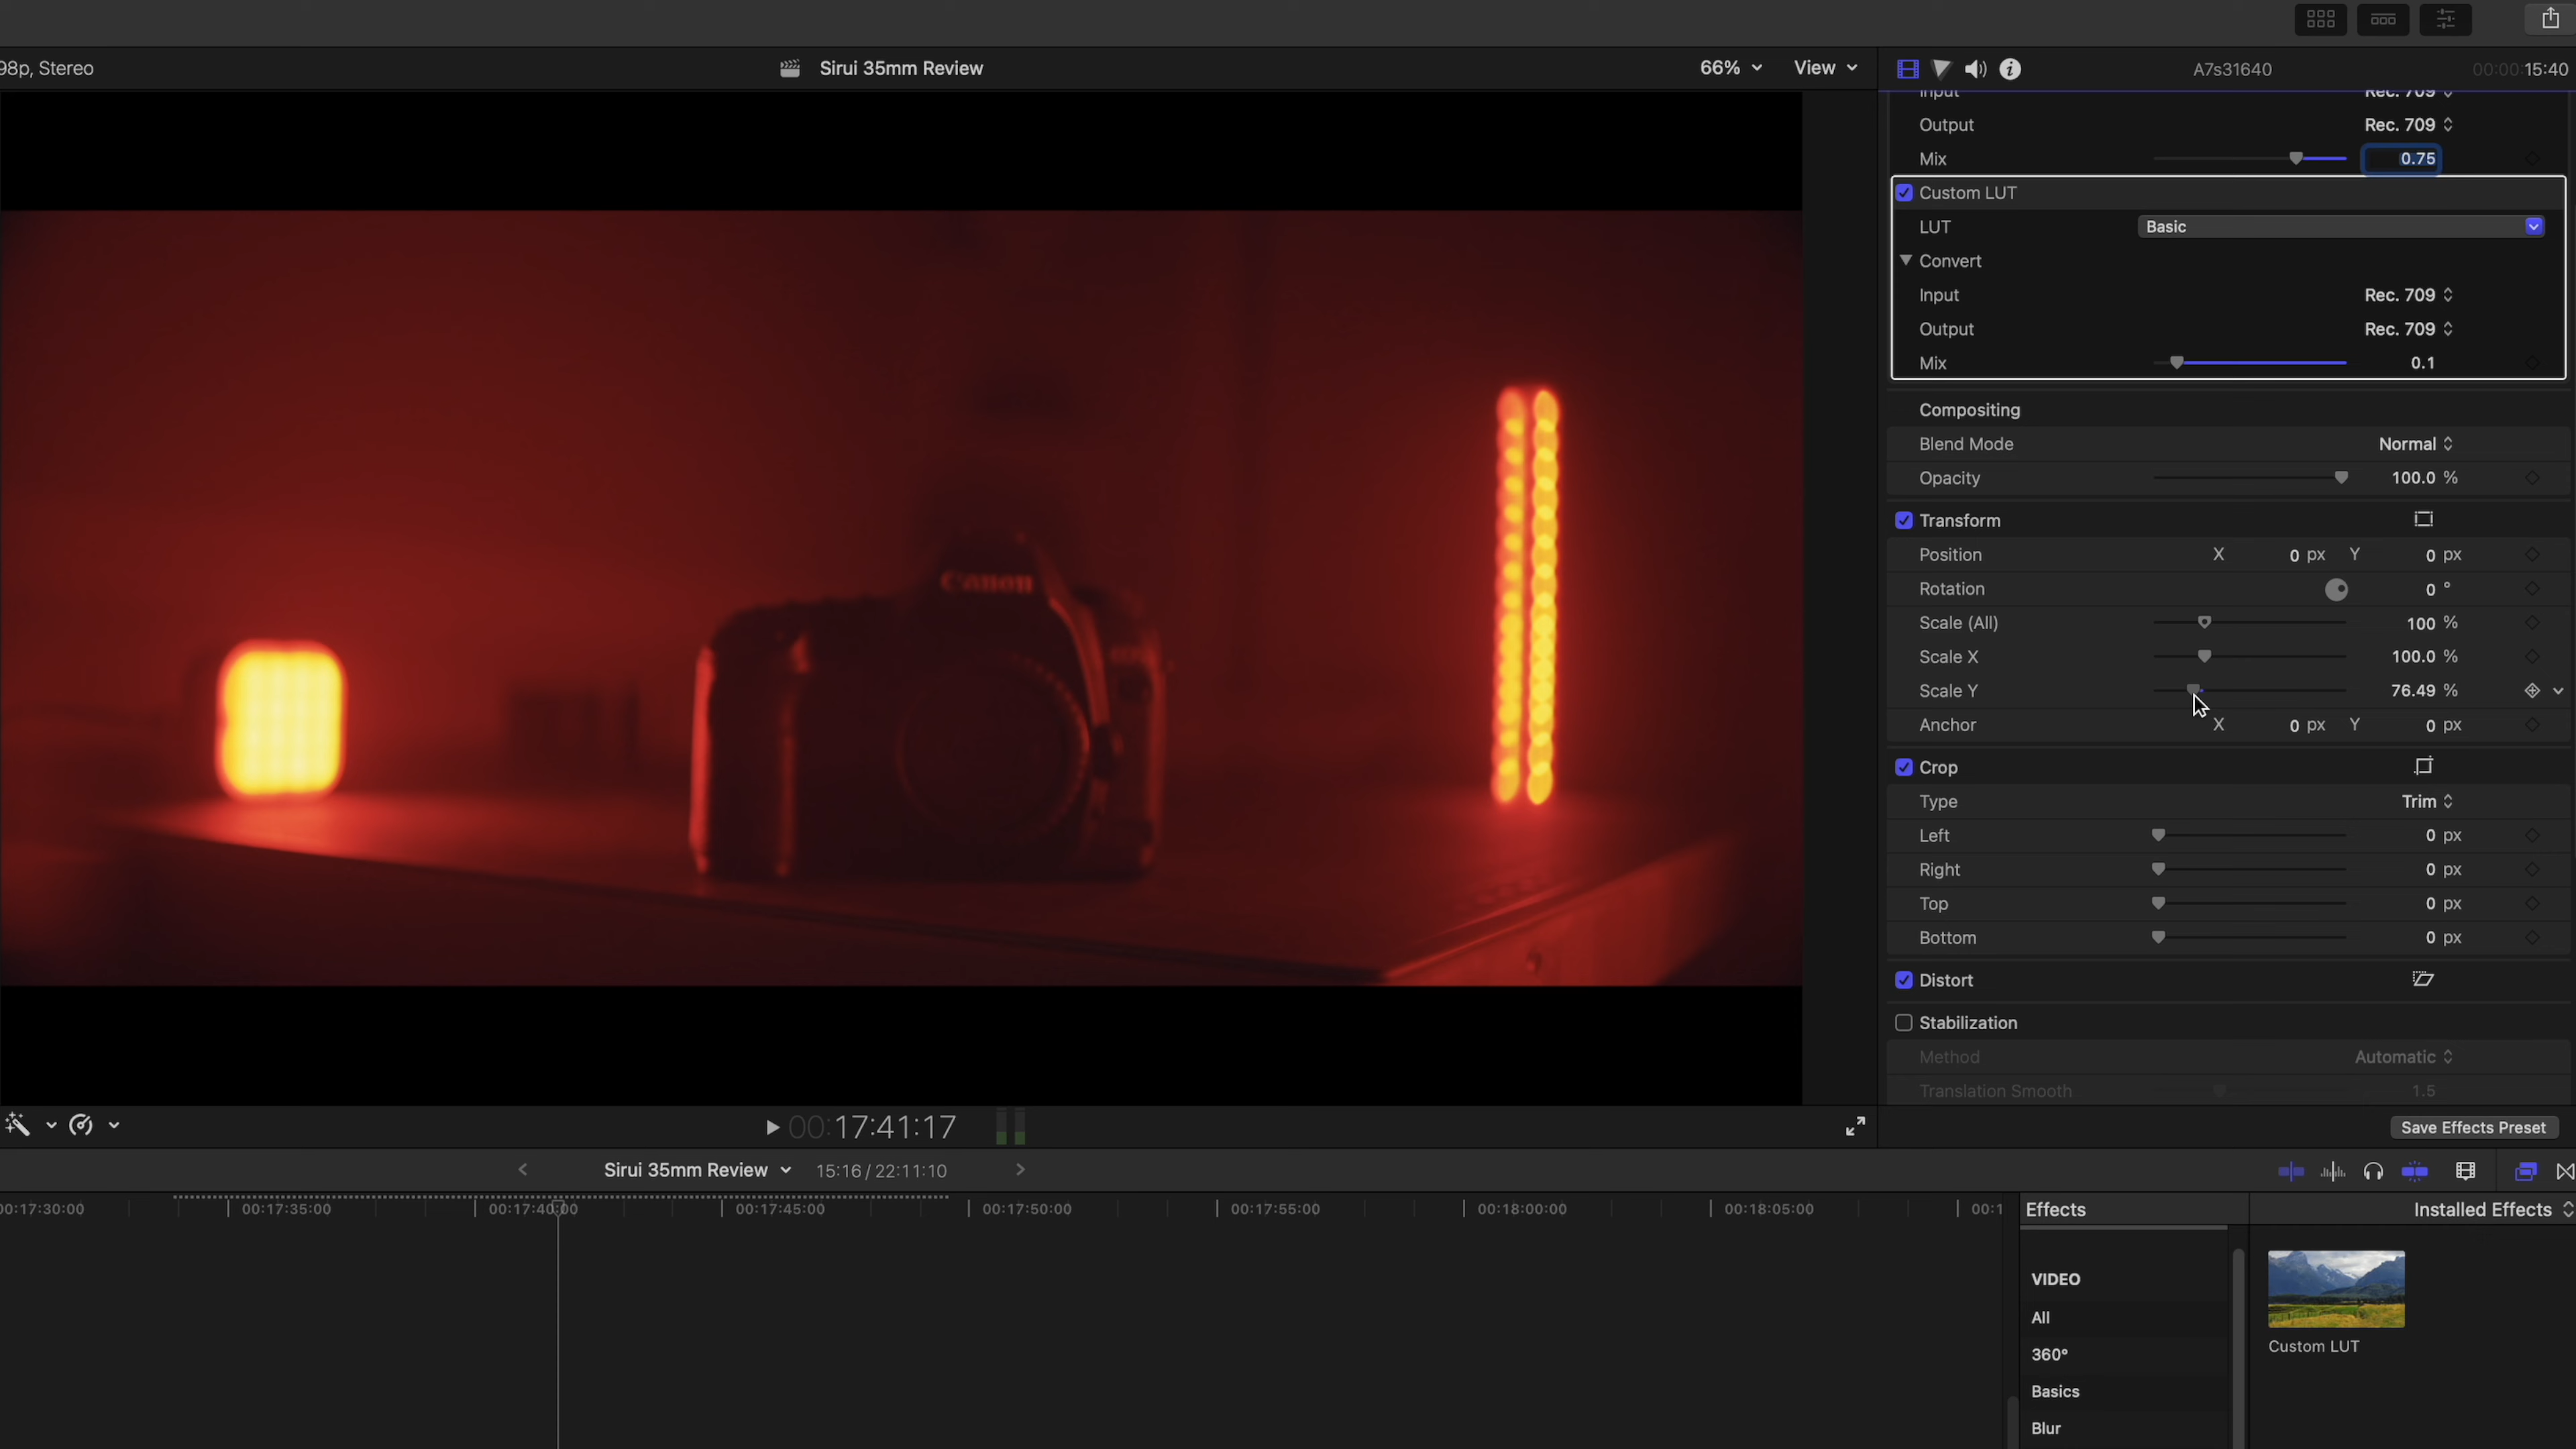 98p, Stereo
Sirui 35mm Review
66%
View
A7s31640
00:00:15:40
Input
Rec. 709
Output
Rec. 709
Mix
0.75
Custom LUT
LUT
Basic
Convert
Input
Rec. 709
Output
Rec. 709
Mix
0.1
Compositing
Blend Mode
Normal
Opacity
100.0 %
Transform
Position
X 0 px Y 0 px
Rotation
0 °
Scale (All)
100 %
Scale X
100.0 %
Scale Y
76.49 %
Anchor
X 0 px Y 0 px
Crop
Type
Trim
Left
0 px
Right
0 px
Top
0 px
Bottom
0 px
Distort
Stabilization
Method
Automatic
Translation Smooth
1.5
Canon
00:17:41:17
Save Effects Preset
Sirui 35mm Review
15:16 / 22:11:10
00:17:30:00
00:17:35:00
00:17:40:00
00:17:45:00
00:17:50:00
00:17:55:00
00:18:00:00
00:18:05:00
00:1
Effects
Installed Effects
VIDEO
All
360°
Basics
Blur
Custom LUT